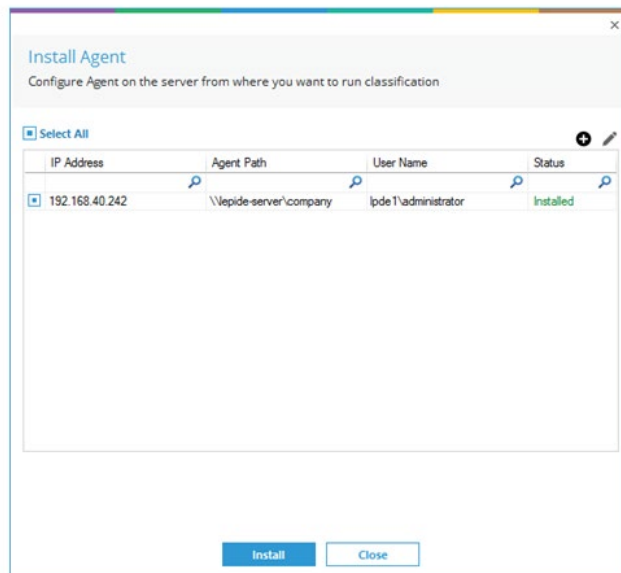 Install Agent
Configure Agent on the server from where you want to run classification
Select All
IP Address Agent Path User Name Status
192.168.40.242 \\lepide-server\company lpde1\administrator Installed
Install Close